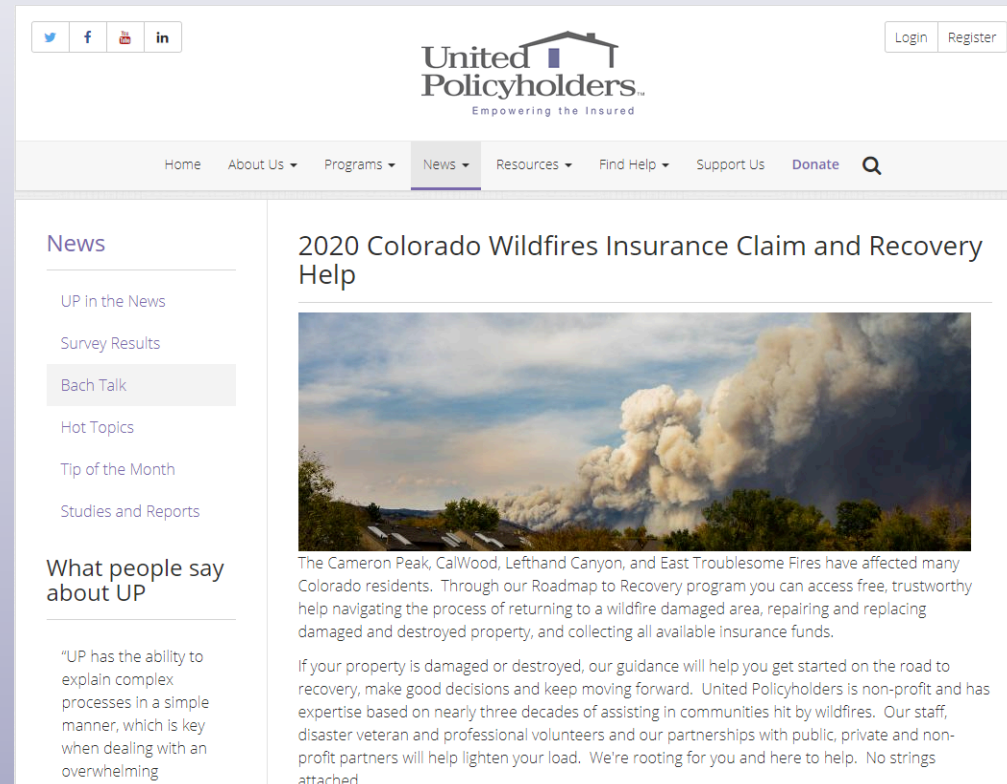 Login Register
United
Policyholders™
Empowering the Insured
Home About Us Programs News Resources Find Help Support Us Donate
News
UP in the News
Survey Results
Bach Talk
Hot Topics
Tip of the Month
Studies and Reports
What people say
about UP
“UP has the ability to
explain complex
processes in a simple
manner, which is key
when dealing with an
overwhelming
2020 Colorado Wildfires Insurance Claim and Recovery
Help
The Cameron Peak, CalWood, Lefthand Canyon, and East Troublesome Fires have affected many
Colorado residents.  Through our Roadmap to Recovery program you can access free, trustworthy
help navigating the process of returning to a wildfire damaged area, repairing and replacing
damaged and destroyed property, and collecting all available insurance funds.
If your property is damaged or destroyed, our guidance will help you get started on the road to
recovery, make good decisions and keep moving forward.  United Policyholders is non-profit and has
expertise based on nearly three decades of assisting in communities hit by wildfires.  Our staff,
disaster veteran and professional volunteers and our partnerships with public, private and non-
profit partners will help lighten your load.  We're rooting for you and here to help.  No strings
attached